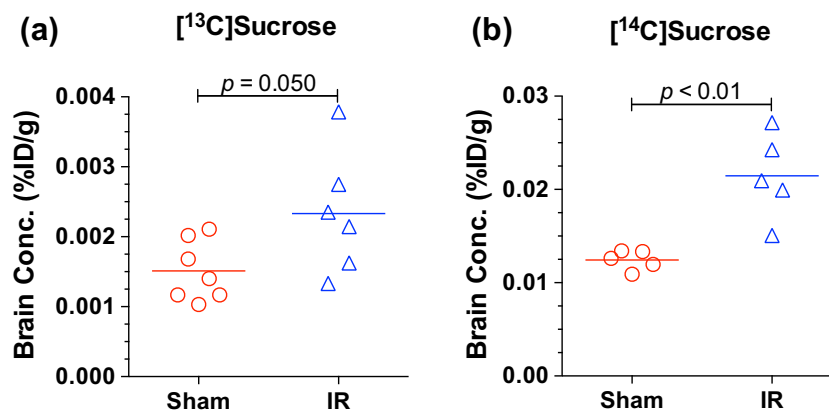 (a)
[¹³C]Sucrose
Brain Conc. (%ID/g)
0.004
0.003
0.002
0.001
0.000
p = 0.050
Sham
IR
(b)
[¹⁴C]Sucrose
Brain Conc. (%ID/g)
0.03
0.02
0.01
0.00
p < 0.01
Sham
IR